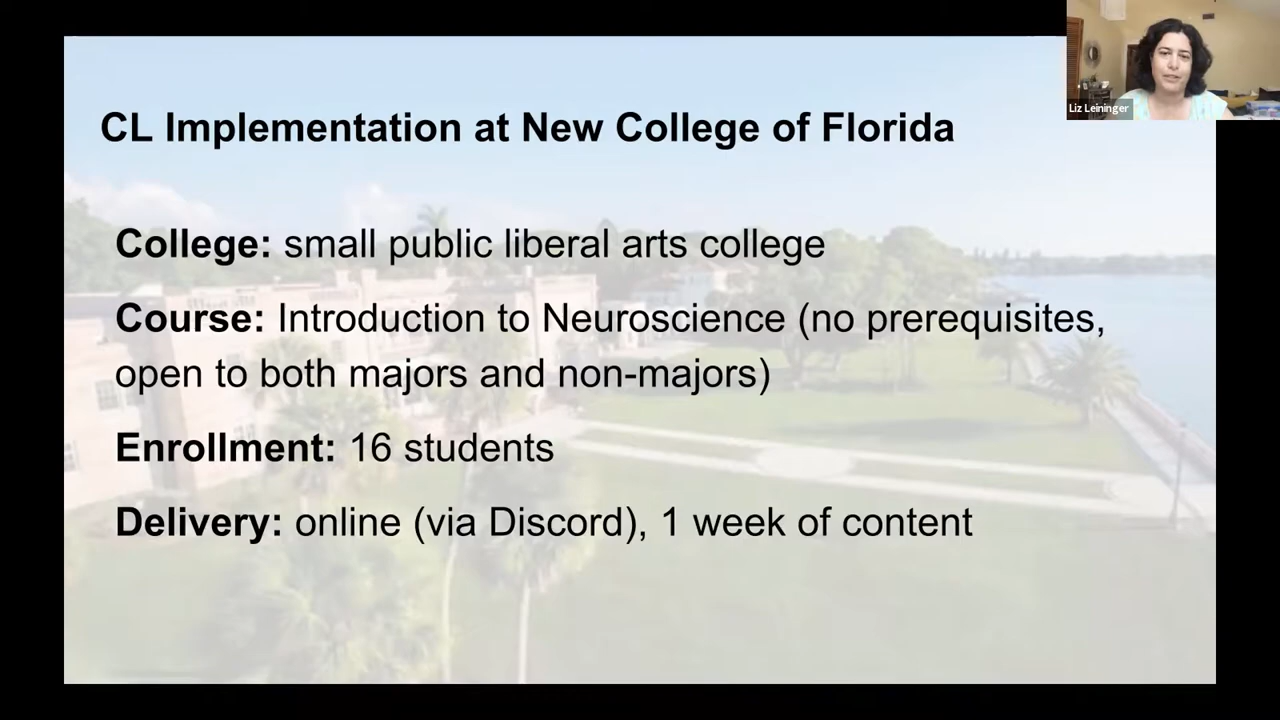 CL Implementation at New College of Florida
Liz Leininger
College: small public liberal arts college
Course: Introduction to Neuroscience (no prerequisites,
open to both majors and non-majors)
Enrollment: 16 students
Delivery: online (via Discord), 1 week of content